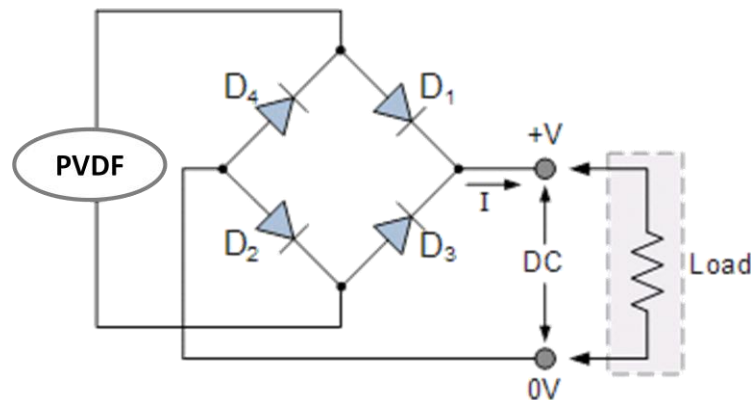 D₄
D₁
PVDF
+V
I
D₂
D₃
DC
Load
0V